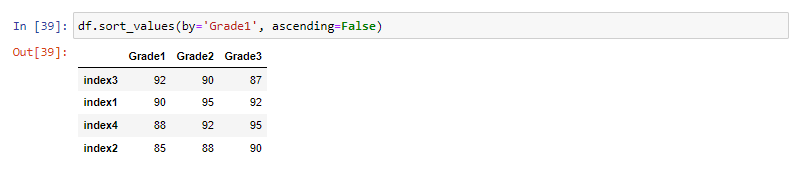 In [39]: df.sort_values(by='Grade1', ascending=False)
Out[39]:
Grade1 Grade2 Grade3
index3 92 90 87
index1 90 95 92
index4 88 92 95
index2 85 88 90